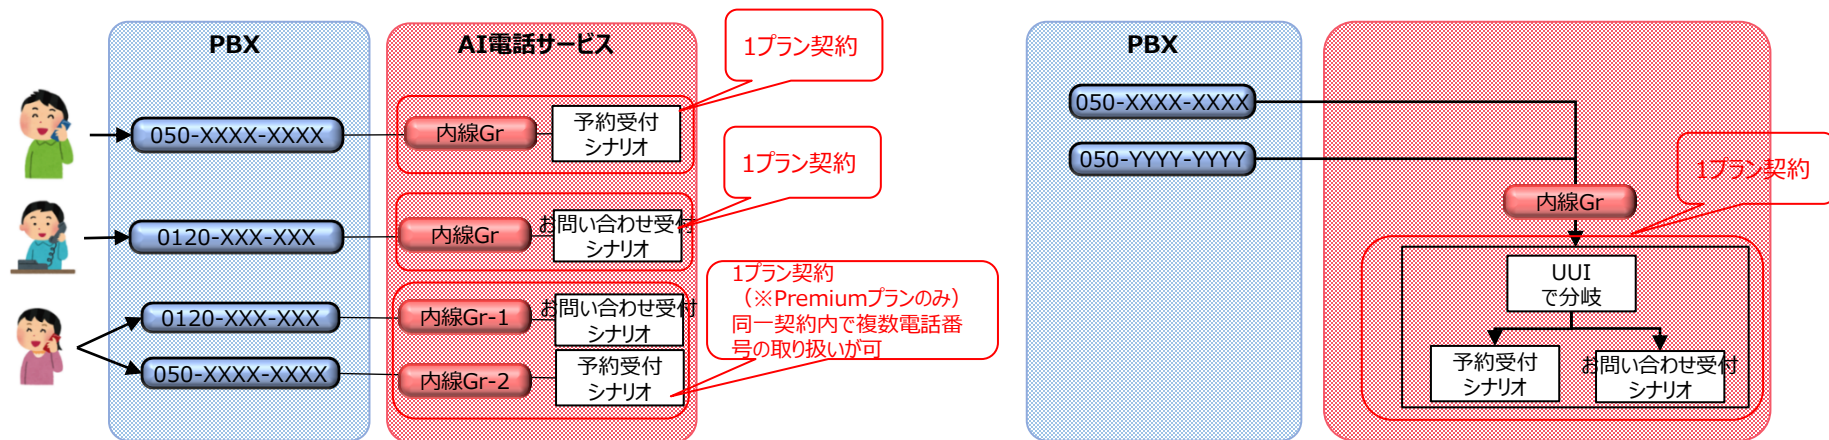 PBX
AI電話サービス
1プラン契約
050-XXXX-XXXX
内線Gr
予約受付
シナリオ
1プラン契約
0120-XXX-XXX
内線Gr
お問い合わせ受付
シナリオ
1プラン契約
（※Premiumプランのみ）
同一契約内で複数電話番
号の取り扱いが可
0120-XXX-XXX
内線Gr-1
お問い合わせ受付
シナリオ
050-XXXX-XXXX
内線Gr-2
予約受付
シナリオ
PBX
050-XXXX-XXXX
050-YYYY-YYYY
1プラン契約
内線Gr
UUI
で分岐
予約受付
シナリオ
お問い合わせ受付
シナリオ